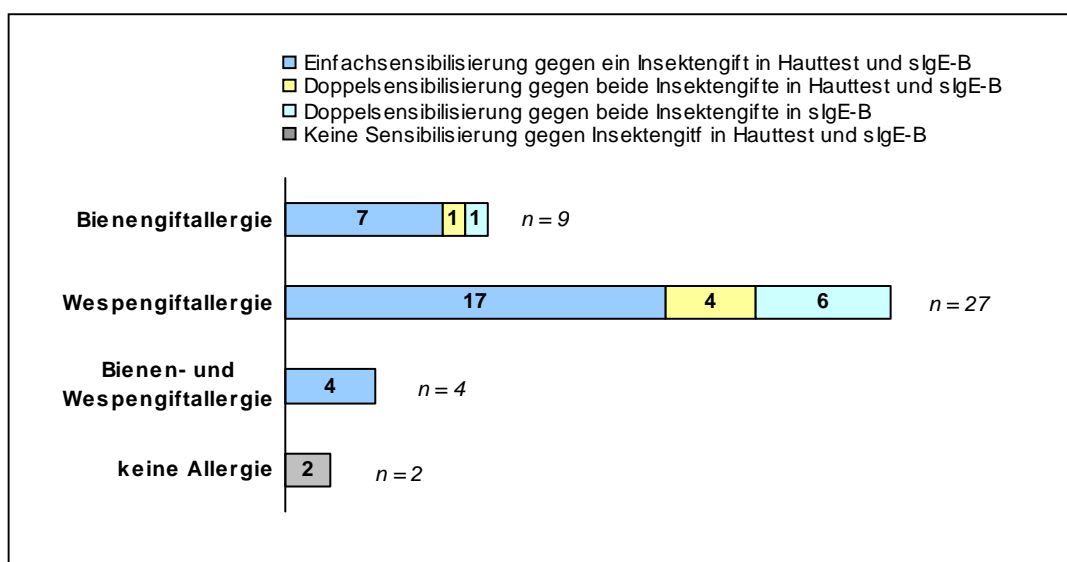 Einfachsensibilisierung gegen ein Insektengift in Hauttest und sIgE-B
Doppelsensibilisierung gegen beide Insektengifte in Hauttest und sIgE-B
Doppelsensibilisierung gegen beide Insektengifte in sIgE-B
Keine Sensibilisierung gegen Insektengitf in Hauttest und sIgE-B
Bienengiftallergie 7 1 1 n = 9
Wespengiftallergie 17 4 6 n = 27
Bienen- und
Wespengiftallergie 4 n = 4
keine Allergie 2 n = 2